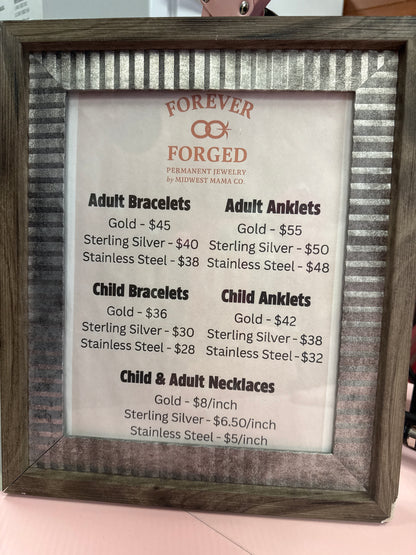 FOREVER
FORGED
PERMANENT JEWELRY
by MIDWEST MAMA CO.
Adult Bracelets
Gold - $45
Sterling Silver - $40
Stainless Steel - $38
Adult Anklets
Gold - $55
Sterling Silver - $50
Stainless Steel - $48
Child Bracelets
Gold - $36
Sterling Silver - $30
Stainless Steel - $28
Child Anklets
Gold - $42
Sterling Silver - $38
Stainless Steel - $32
Child & Adult Necklaces
Gold - $8/inch
Sterling Silver - $6.50/inch
Stainless Steel - $5/inch